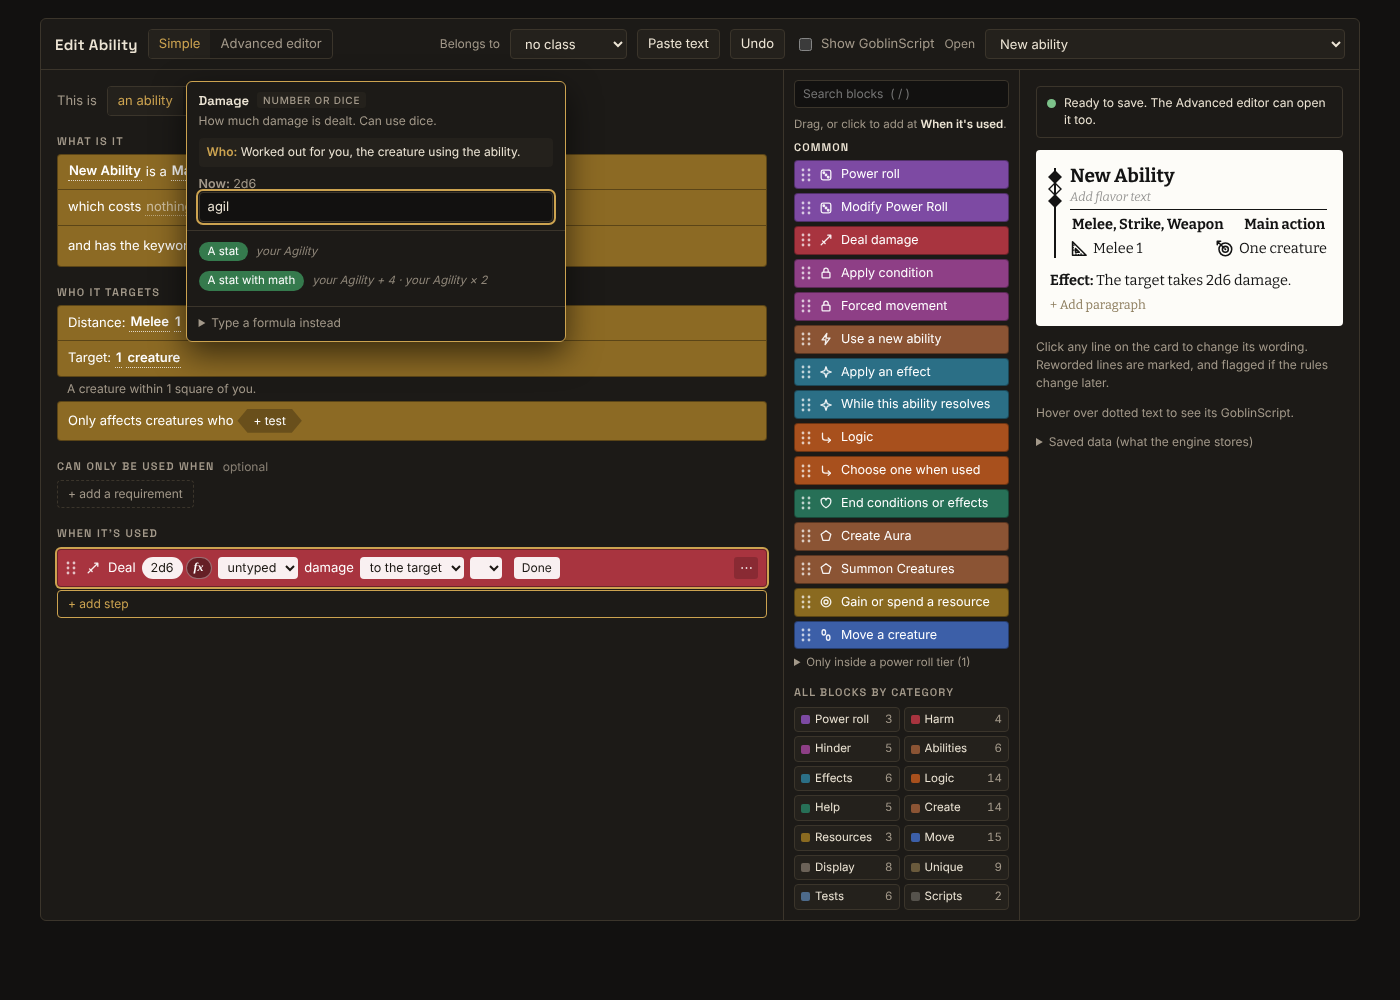 Edit Ability Simple Advanced editor Belongs to no class Paste text Undo Show GoblinScript Open New ability
This is an ability
WHAT IS IT
New Ability is a Ma
which costs nothin
and has the keywor
WHO IT TARGETS
Distance: Melee 1
Target: 1 creature
A creature within 1 square of you.
Only affects creatures who + test
CAN ONLY BE USED WHEN optional
+ add a requirement
WHEN IT'S USED
Deal 2d6 fx untyped damage to the target Done ...
+ add step
Damage NUMBER OR DICE
How much damage is dealt. Can use dice.
Who: Worked out for you, the creature using the ability.
Now: 2d6
agil
A stat your Agility
A stat with math your Agility + 4 · your Agility × 2
Type a formula instead
Search blocks ( / )
Drag, or click to add at When it's used.
COMMON
Power roll
Modify Power Roll
Deal damage
Apply condition
Forced movement
Use a new ability
Apply an effect
While this ability resolves
Logic
Choose one when used
End conditions or effects
Create Aura
Summon Creatures
Gain or spend a resource
Move a creature
Only inside a power roll tier (1)
ALL BLOCKS BY CATEGORY
Power roll 3 Harm 4
Hinder 5 Abilities 6
Effects 6 Logic 14
Help 5 Create 14
Resources 3 Move 15
Display 8 Unique 9
Tests 6 Scripts 2
Ready to save. The Advanced editor can open
it too.
New Ability
Add flavor text
Melee, Strike, Weapon Main action
Melee 1 One creature
Effect: The target takes 2d6 damage.
+ Add paragraph
Click any line on the card to change its wording.
Reworded lines are marked, and flagged if the rules
change later.
Hover over dotted text to see its GoblinScript.
Saved data (what the engine stores)